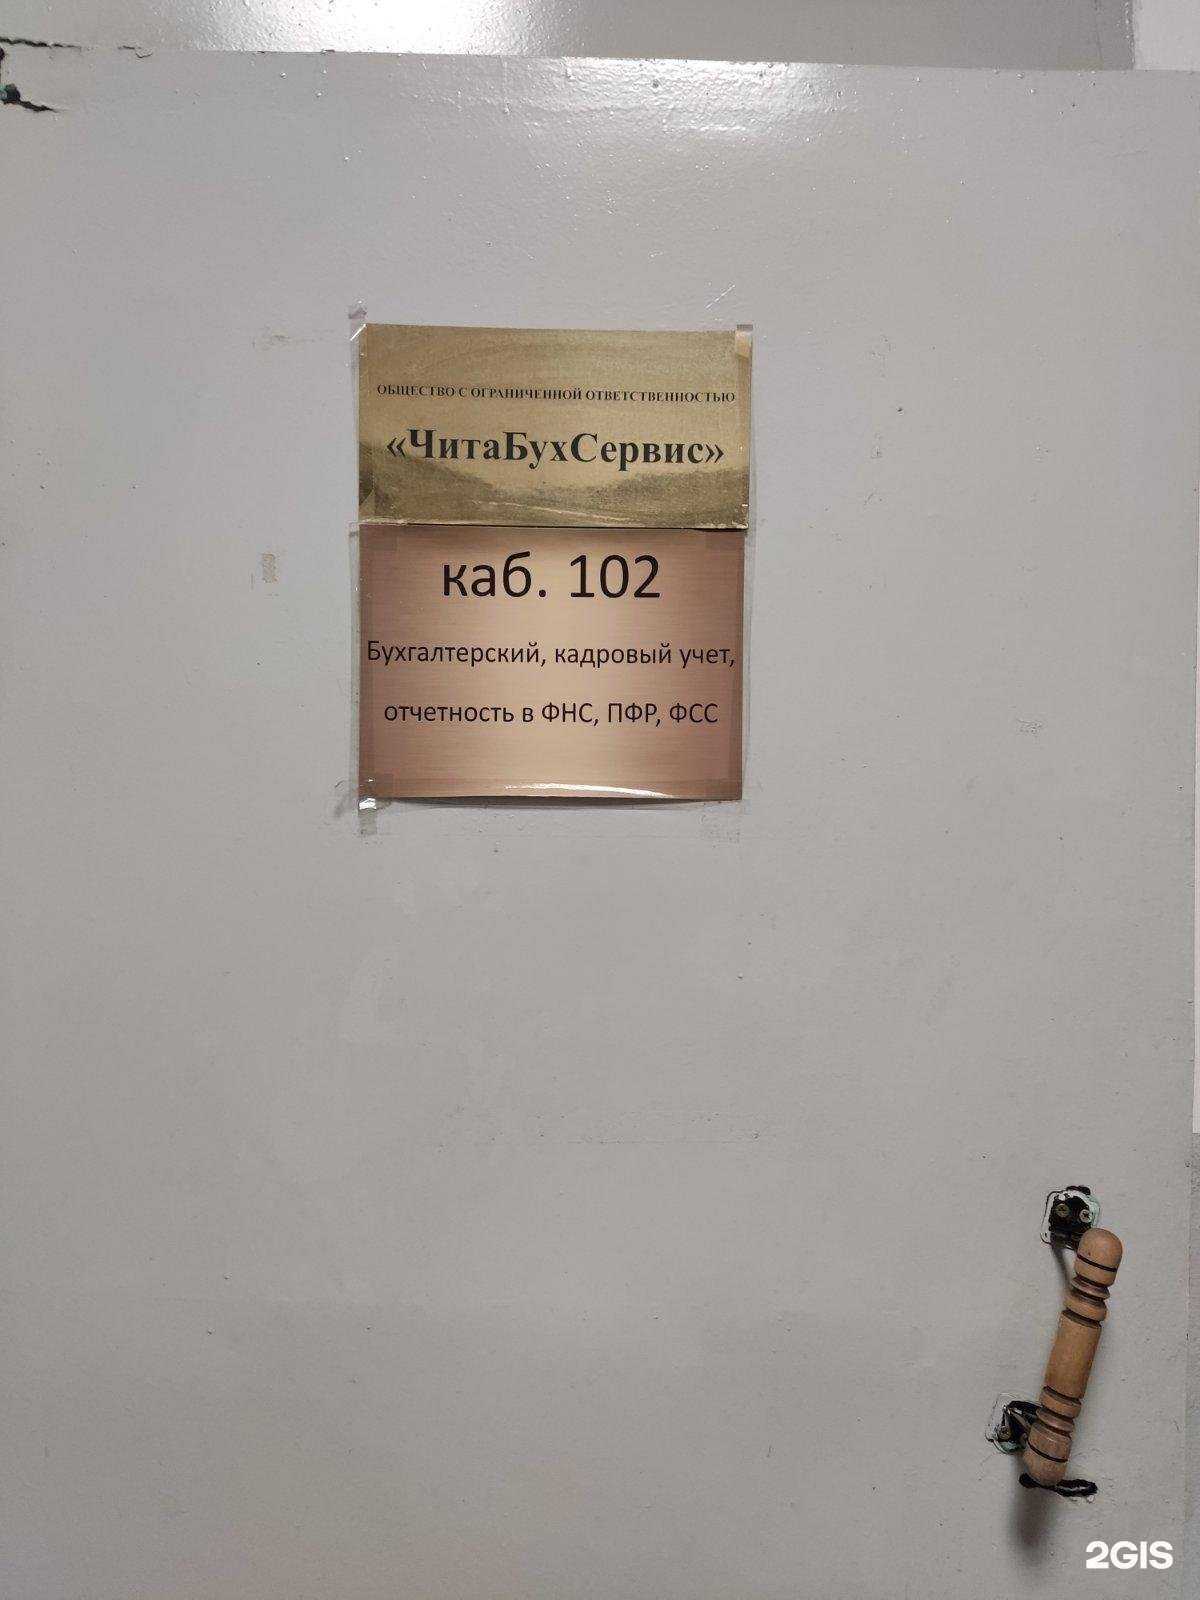 ОБЩЕСТВО С ОГРАНИЧЕННОЙ ОТВЕТСТВЕННОСТЬЮ
«ЧитаБухСервис»
каб. 102
Бухгалтерский, кадровый учет,
отчетность в ФНС, ПФР, ФСС
2GIS